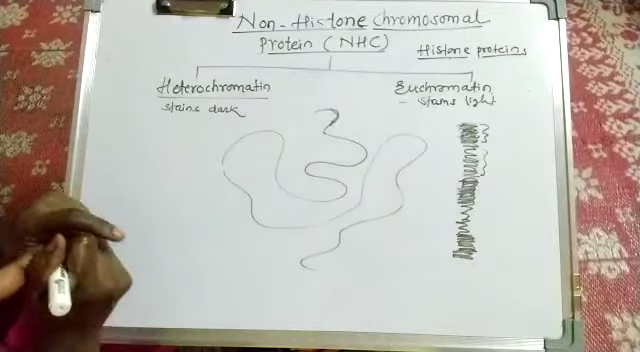 Non-Histone Chromosomal
Protein (NHC)
Histone proteins
Heterochromatin
stains dark
Euchromatin
- stains light